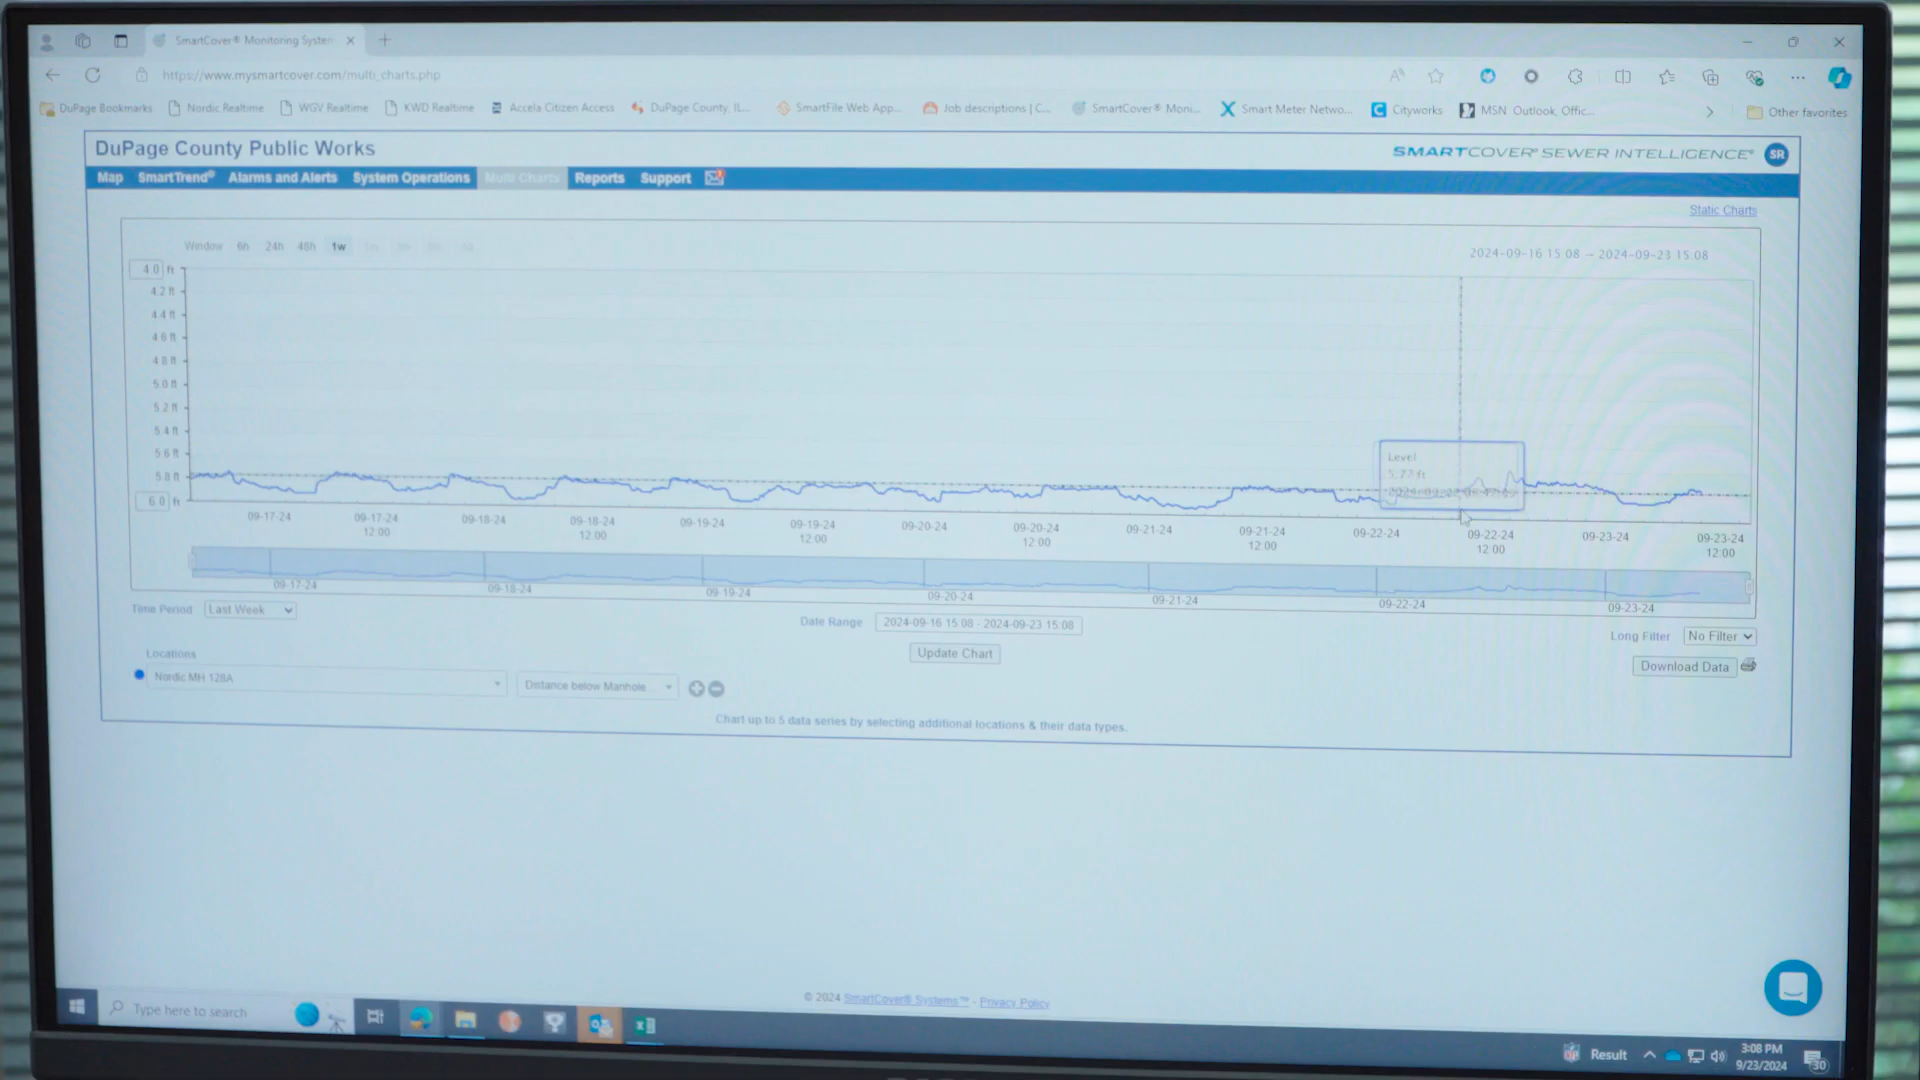 SmartCover® Monitoring System
https://www.mysmartcover.com/multi_charts.php
DuPage Bookmarks Nordic Realtime WGV Realtime KWD Realtime Accela Citizen Access DuPage County, IL... SmartFile Web App... Job descriptions | C... SmartCover® Moni... Smart Meter Netwo... Cityworks MSN Outlook, Offic... Other favorites
DuPage County Public Works
SMARTCOVER® SEWER INTELLIGENCE® SR
Map SmartTrend® Alarms and Alerts System Operations Multi Charts Reports Support
Static Charts
Window 6h 24h 48h 1w
2024-09-16 15:08 - 2024-09-23 15:08
4.0 ft
4.2 ft
4.4 ft
4.6 ft
4.8 ft
5.0 ft
5.2 ft
5.4 ft
5.6 ft
5.8 ft
6.0 ft
Level
5.77 ft
09-17-24 09-17-24 12:00 09-18-24 09-18-24 12:00 09-19-24 09-19-24 12:00 09-20-24 09-20-24 12:00 09-21-24 09-21-24 12:00 09-22-24 09-22-24 12:00 09-23-24 09-23-24 12:00
09-17-24 09-18-24 09-19-24 09-20-24 09-21-24 09-22-24 09-23-24
Time Period Last Week
Date Range 2024-09-16 15:08 - 2024-09-23 15:08
Long Filter No Filter
Update Chart
Download Data
Locations
Nordic MH 128A Distance below Manhole
Chart up to 5 data series by selecting additional locations & their data types.
© 2024 SmartCover® Systems™ - Privacy Policy
Type here to search
Result
3:08 PM
9/23/2024
30